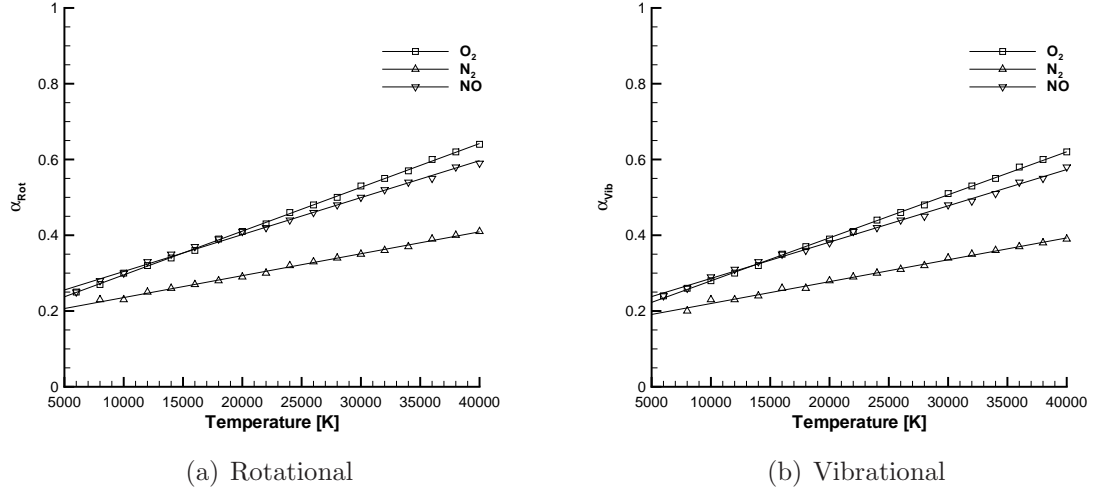 1
0.8
0.6
0.4
0.2
0
α_Rot
O₂
N₂
NO
5000 10000 15000 20000 25000 30000 35000 40000
Temperature [K]
(a) Rotational
1
0.8
0.6
0.4
0.2
0
α_Vib
O₂
N₂
NO
5000 10000 15000 20000 25000 30000 35000 40000
Temperature [K]
(b) Vibrational